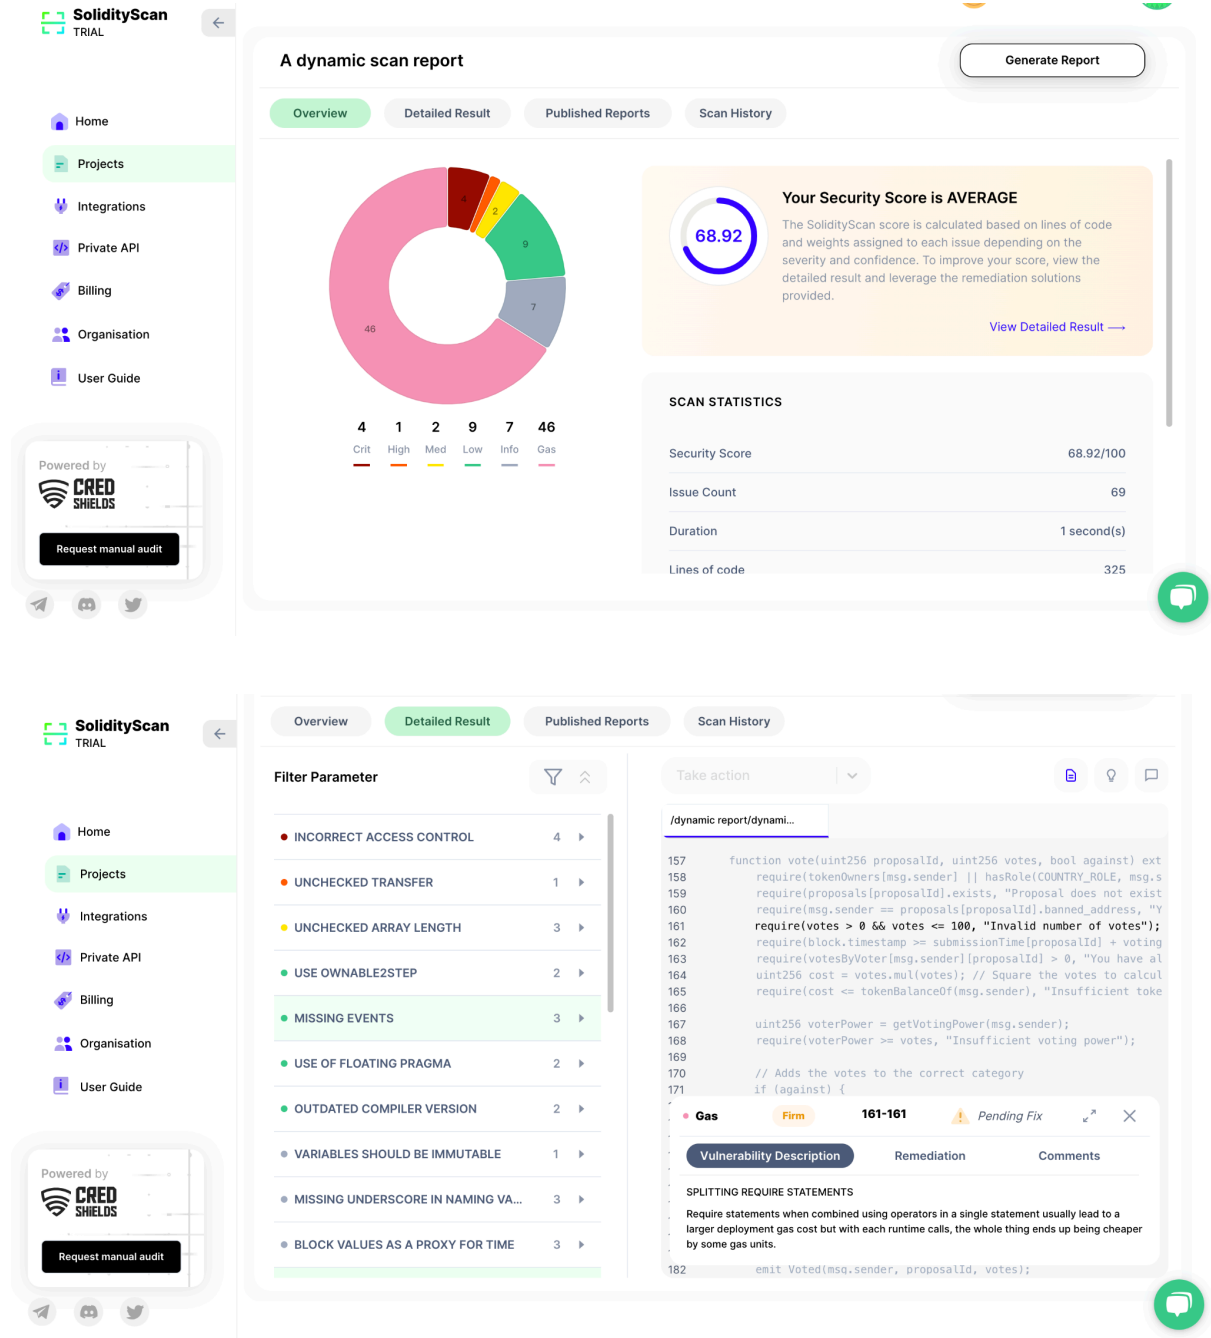 SolidityScan
TRIAL
Home
Projects
Integrations
Private API
Billing
Organisation
User Guide
Powered by
CRED
SHIELDS
Request manual audit
A dynamic scan report
Generate Report
Overview
Detailed Result
Published Reports
Scan History
4
2
9
7
46
4 1 2 9 7 46
Crit High Med Low Info Gas
68.92
Your Security Score is AVERAGE
The SolidityScan score is calculated based on lines of code
and weights assigned to each issue depending on the
severity and confidence. To improve your score, view the
detailed result and leverage the remediation solutions
provided.
View Detailed Result
SCAN STATISTICS
Security Score 68.92/100
Issue Count 69
Duration 1 second(s)
Lines of code 325
SolidityScan
TRIAL
Home
Projects
Integrations
Private API
Billing
Organisation
User Guide
Powered by
CRED
SHIELDS
Request manual audit
Overview
Detailed Result
Published Reports
Scan History
Filter Parameter
INCORRECT ACCESS CONTROL 4
UNCHECKED TRANSFER 1
UNCHECKED ARRAY LENGTH 3
USE OWNABLE2STEP 2
MISSING EVENTS 3
USE OF FLOATING PRAGMA 2
OUTDATED COMPILER VERSION 2
VARIABLES SHOULD BE IMMUTABLE 1
MISSING UNDERSCORE IN NAMING VA... 3
BLOCK VALUES AS A PROXY FOR TIME 3
Take action
/dynamic report/dynami...
157 function vote(uint256 proposalId, uint256 votes, bool against) ext
158 require(tokenOwners[msg.sender] || hasRole(COUNTRY_ROLE, msg.s
159 require(proposals[proposalId].exists, "Proposal does not exist
160 require(msg.sender == proposals[proposalId].banned_address, "Y
161 require(votes > 0 && votes <= 100, "Invalid number of votes");
162 require(block.timestamp >= submissionTime[proposalId] + voting
163 require(votesByVoter[msg.sender][proposalId] > 0, "You have al
164 uint256 cost = votes.mul(votes); // Square the votes to calcul
165 require(cost <= tokenBalanceOf(msg.sender), "Insufficient toke
166
167 uint256 voterPower = getVotingPower(msg.sender);
168 require(voterPower >= votes, "Insufficient voting power");
169
170 // Adds the votes to the correct category
171 if (against) {
Gas Firm 161-161 Pending Fix
Vulnerability Description Remediation Comments
SPLITTING REQUIRE STATEMENTS
Require statements when combined using operators in a single statement usually lead to a
larger deployment gas cost but with each runtime calls, the whole thing ends up being cheaper
by some gas units.
182 emit Voted(msg.sender, proposalId, votes);